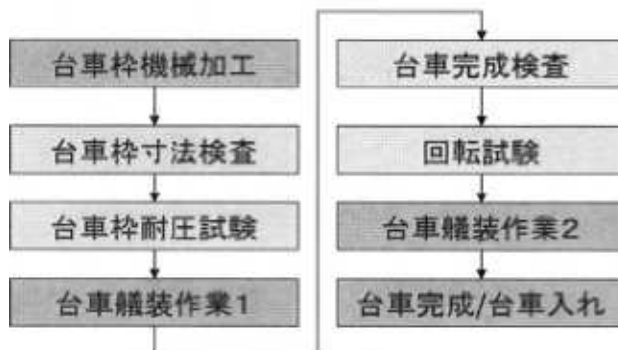 台車枠機械加工
台車枠寸法検査
台車枠耐圧試験
台車艤装作業1
台車完成検査
回転試験
台車艤装作業2
台車完成/台車入れ